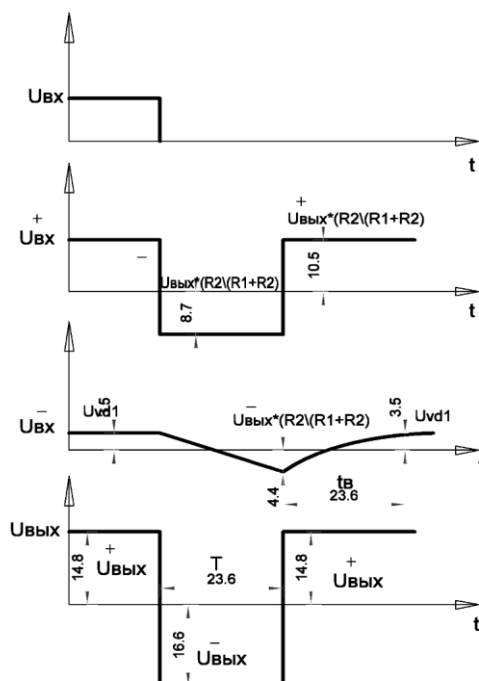 Uвх
t
+
Uвх
+
Uвых*(R2\(R1+R2)
–
10.5
Uвых*(R2\(R1+R2)
8.7
t
–
Uвх
Uvd1
–
Uвых*(R2\(R1+R2)
3.5
Uvd1
4.4
tв
23.6
Uвых
14.8
+
Uвых
T
23.6
14.8
+
Uвых
t
16.6
–
Uвых